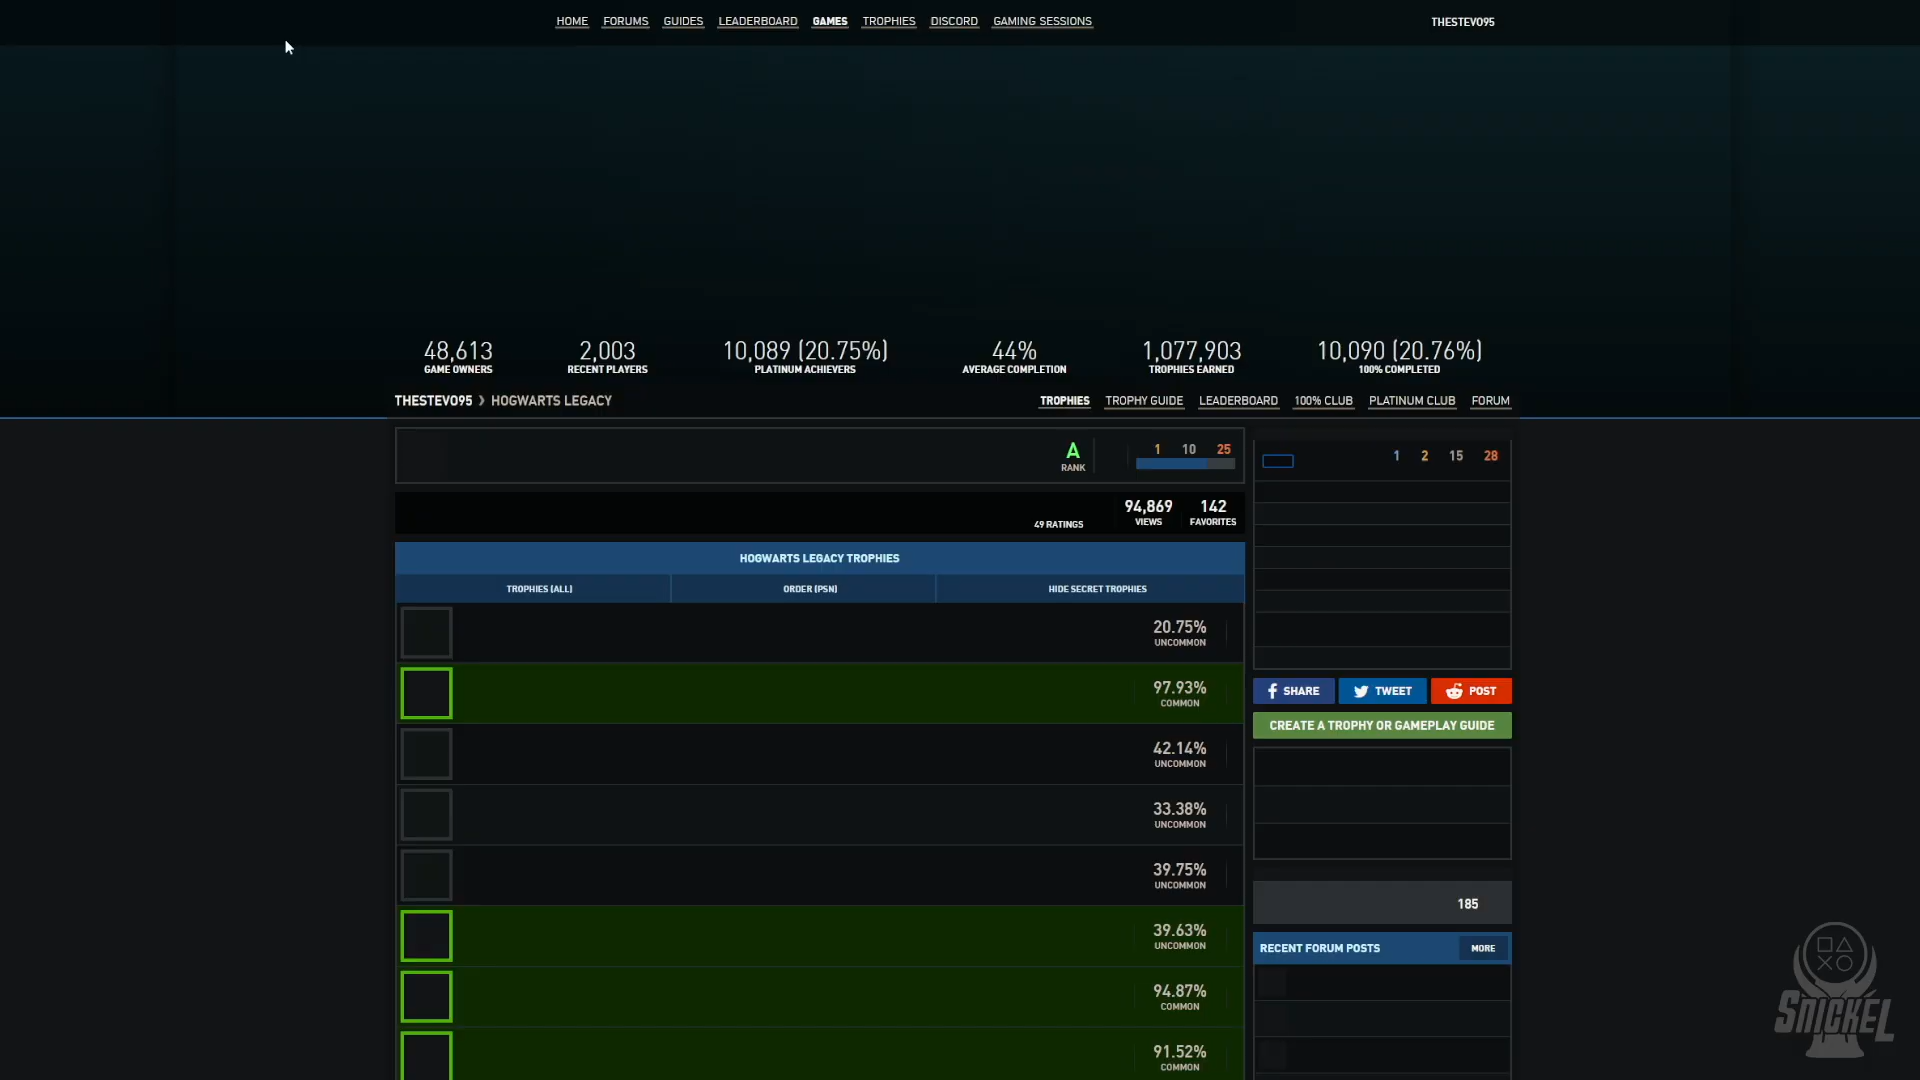 HOME FORUMS GUIDES LEADERBOARD GAMES TROPHIES DISCORD GAMING SESSIONS THESTEVO95
48,613 2,003 10,089 (20.75%) 44% 1,077,903 10,090 (20.76%)
GAME OWNERS RECENT PLAYERS PLATINUM ACHIEVERS AVERAGE COMPLETION TROPHIES EARNED 100% COMPLETED
THESTEVO95 › HOGWARTS LEGACY TROPHIES TROPHY GUIDE LEADERBOARD 100% CLUB PLATINUM CLUB FORUM
A 1 10 25
RANK
1 2 15 28
94,869 142
49 RATINGS VIEWS FAVORITES
HOGWARTS LEGACY TROPHIES
TROPHIES (ALL) ORDER (PSN) HIDE SECRET TROPHIES
20.75%
UNCOMMON
97.93%
COMMON
42.14%
UNCOMMON
33.38%
UNCOMMON
39.75%
UNCOMMON
39.63%
UNCOMMON
94.87%
COMMON
91.52%
COMMON
SHARE TWEET POST
CREATE A TROPHY OR GAMEPLAY GUIDE
185
RECENT FORUM POSTS MORE
SNICKEL